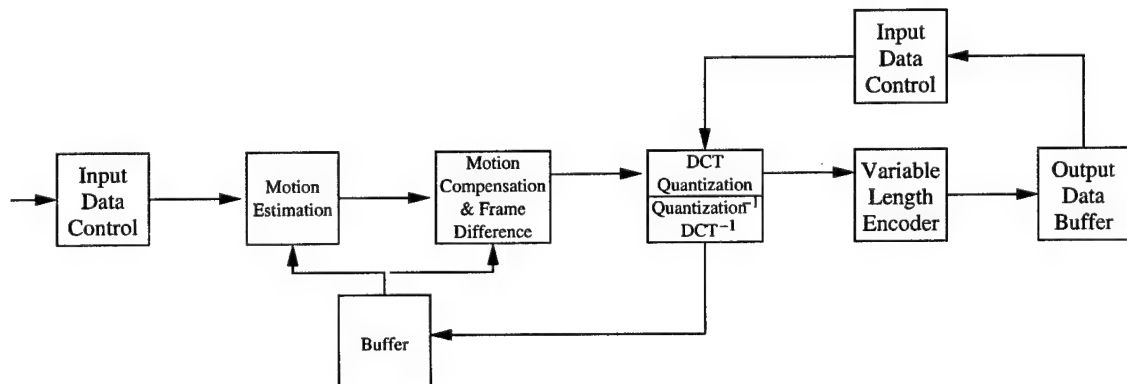 Input
Data
Control
Input
Data
Control
Motion
Estimation
Motion
Compensation
& Frame
Difference
DCT
Quantization
Quantization⁻¹
DCT⁻¹
Variable
Length
Encoder
Output
Data
Buffer
Buffer